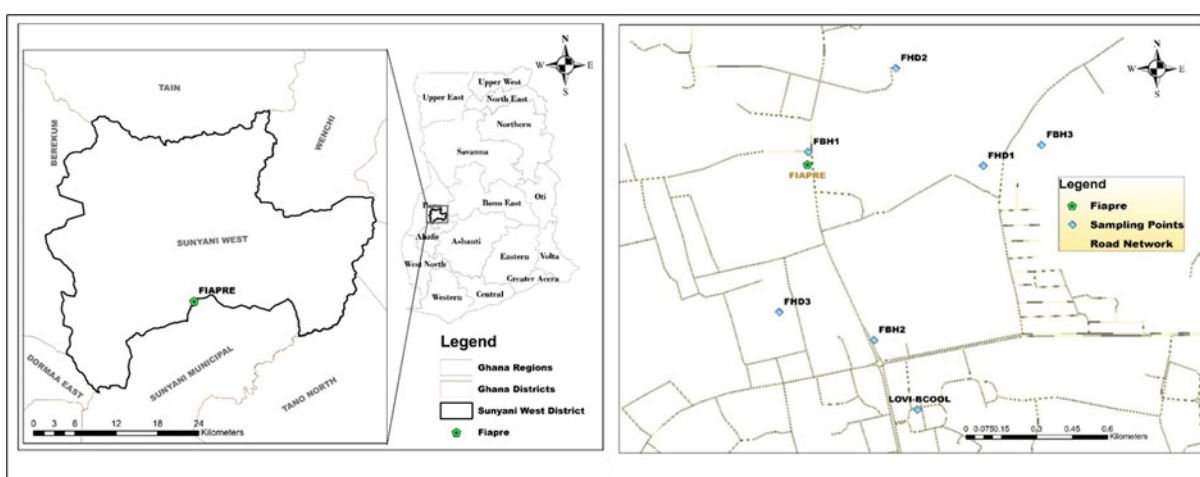 TAIN
BEREKUM
WENCHI
SUNYANI WEST
FIAPRE
DORMAA EAST
SUNYANI MUNICIPAL
TANO NORTH
0 3 6 12 18 24
Kilometers
N
W E
S
Upper West
Upper East
North East
Northern
Savanna
Bono East
Oti
Ahafo
Ashanti
West North
Eastern
Volta
Greater Accra
Central
Western
Legend
Ghana Regions
Ghana Districts
Sunyani West District
Fiapre
N
W E
S
FHD2
FBH1
FIAPRE
FBH3
FHD1
Legend
Fiapre
Sampling Points
Road Network
FHD3
FBH2
LOVI-BCOOL
0 0.075 0.15 0.3 0.45 0.6
Kilometers